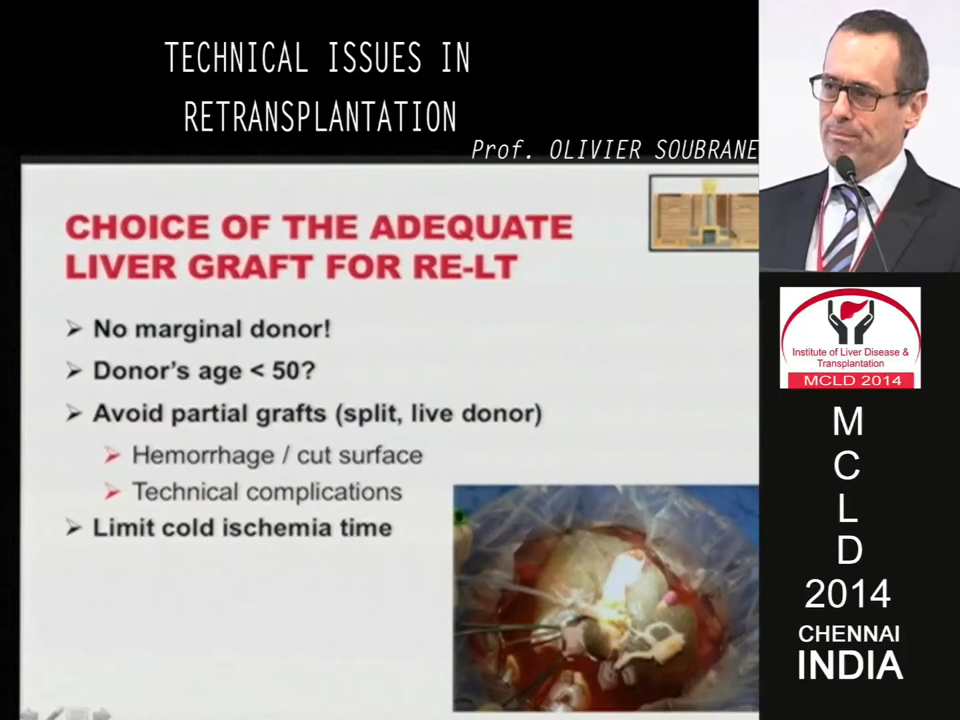 TECHNICAL ISSUES IN
RETRANSPLANTATION
Prof. OLIVIER SOUBRANE
CHOICE OF THE ADEQUATE
LIVER GRAFT FOR RE-LT
➢ No marginal donor!
➢ Donor's age < 50?
➢ Avoid partial grafts (split, live donor)
➢ Hemorrhage / cut surface
➢ Technical complications
➢ Limit cold ischemia time
Institute of Liver Disease &
Transplantation
MCLD 2014
M
C
L
D
2014
CHENNAI
INDIA